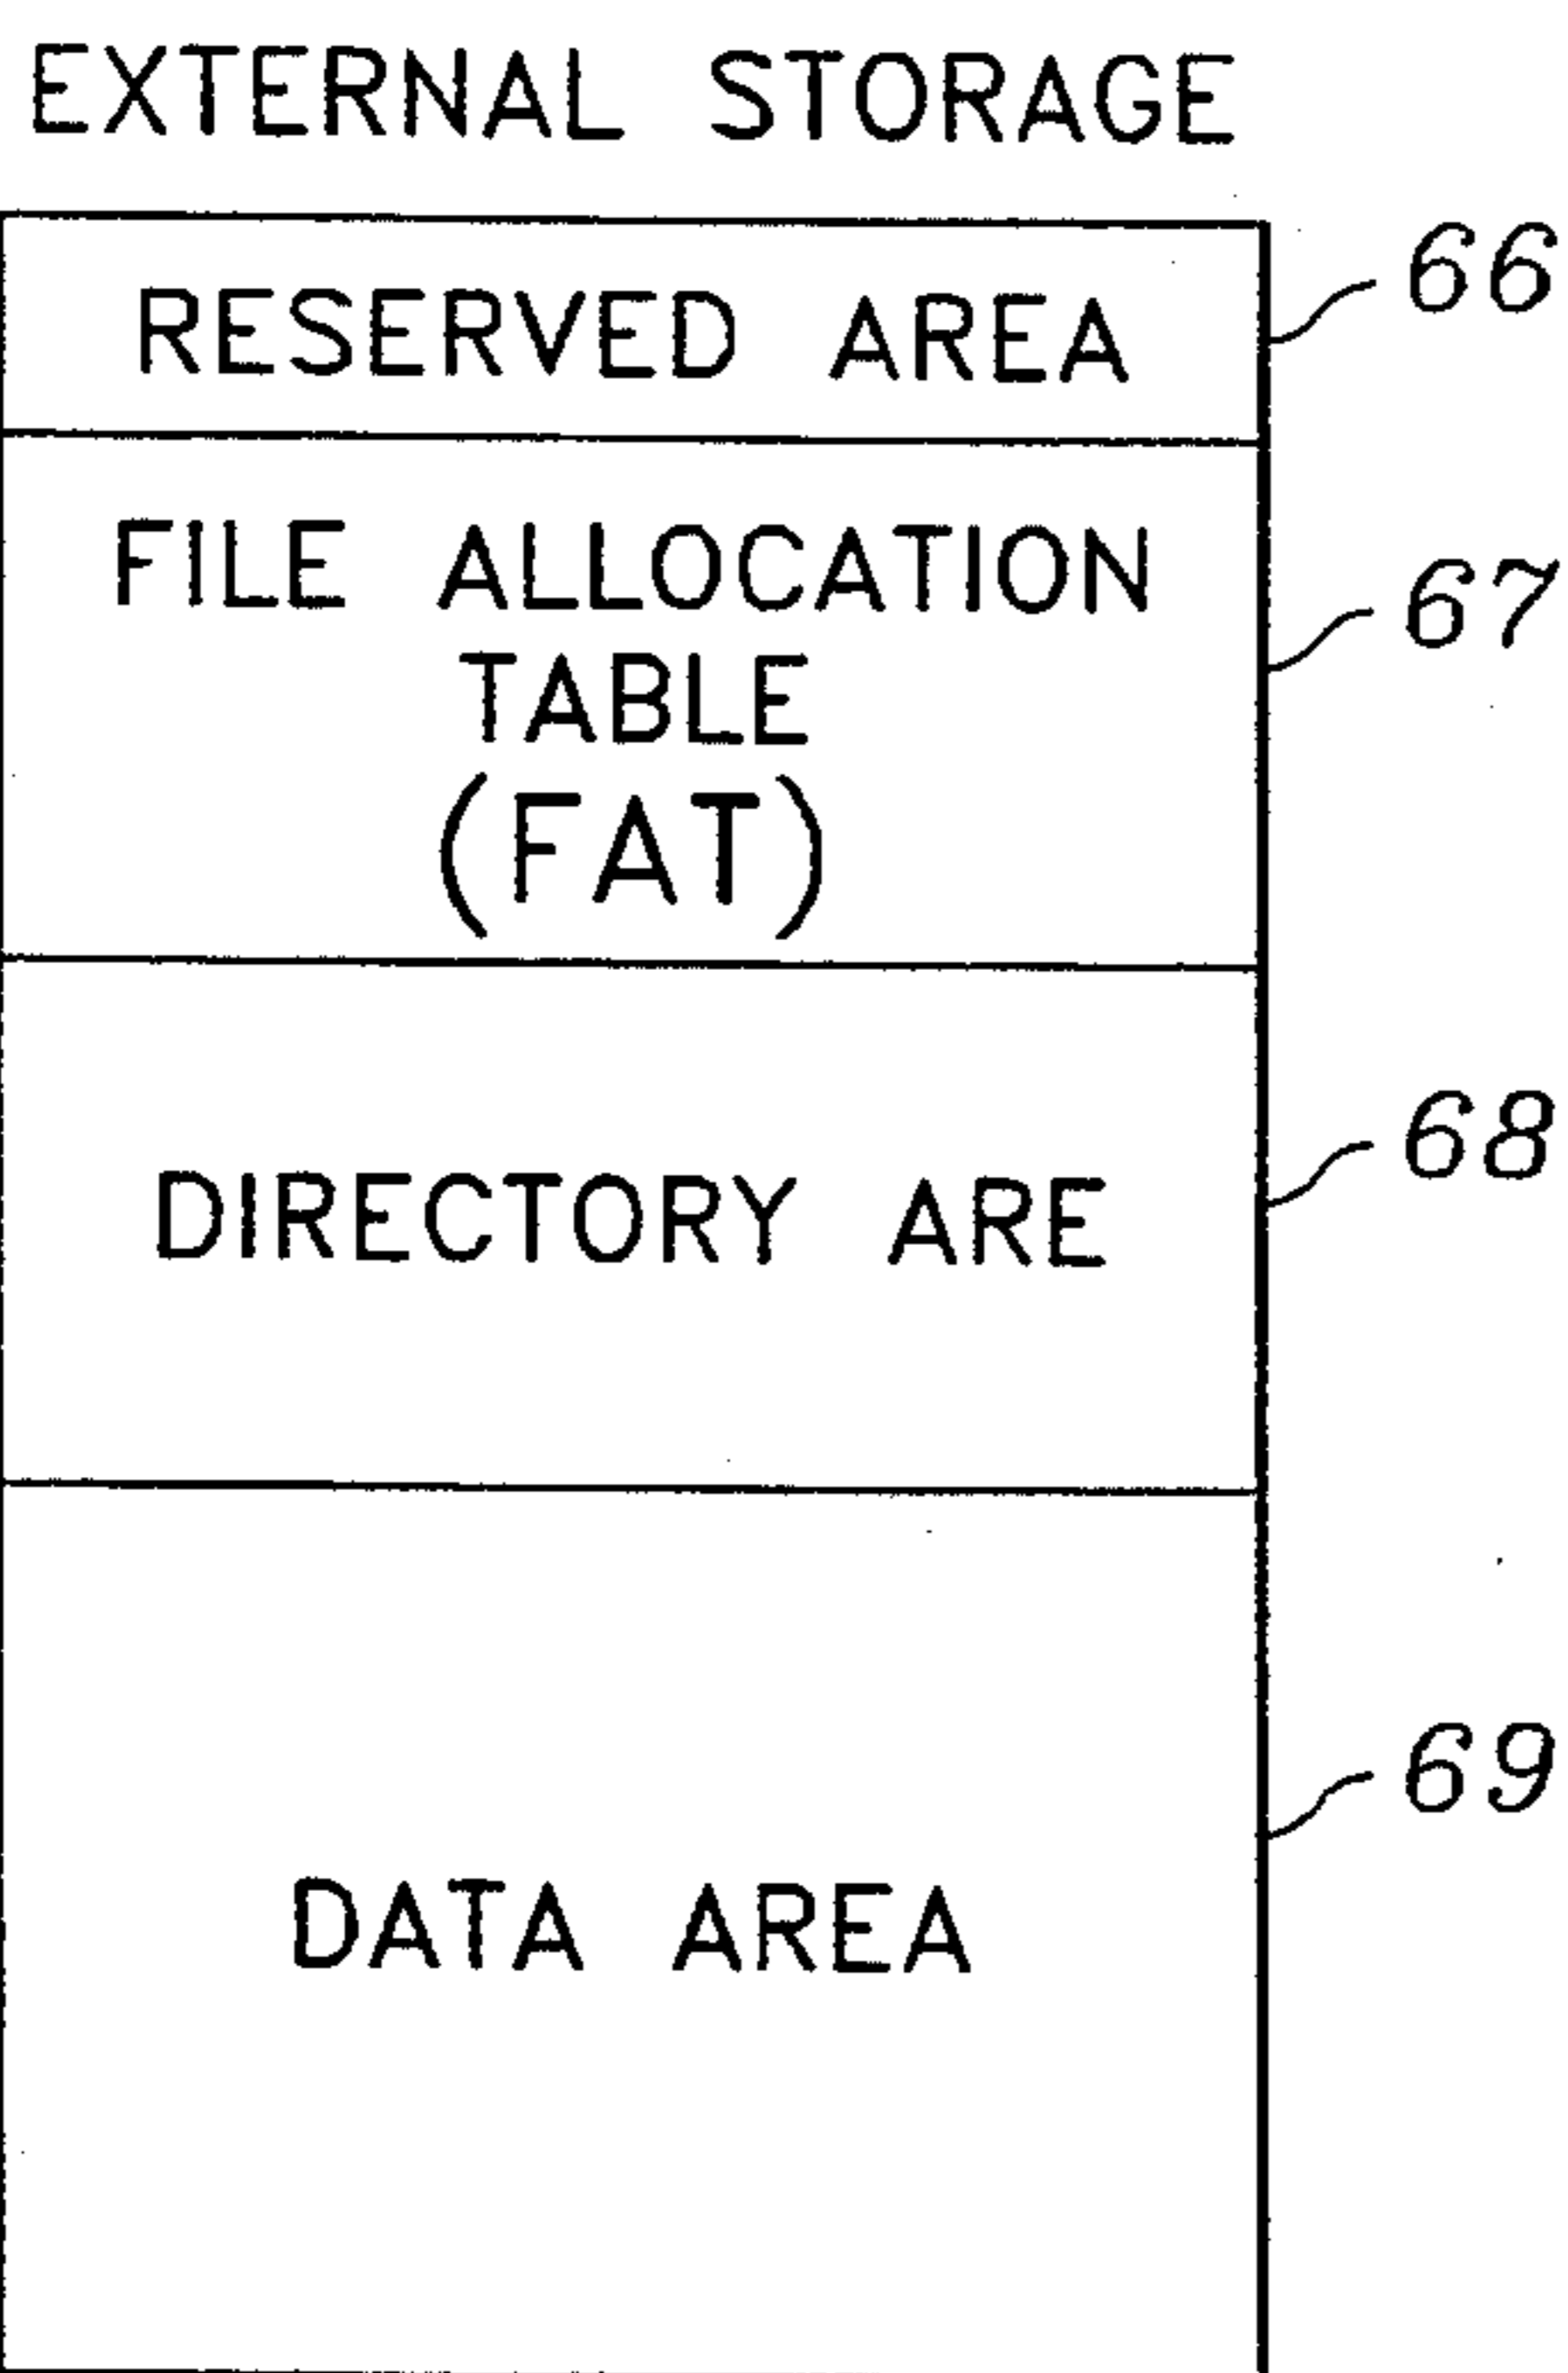 EXTERNAL STORAGE
RESERVED AREA
66
FILE ALLOCATION
TABLE
(FAT)
67
DIRECTORY ARE
68
DATA AREA
69